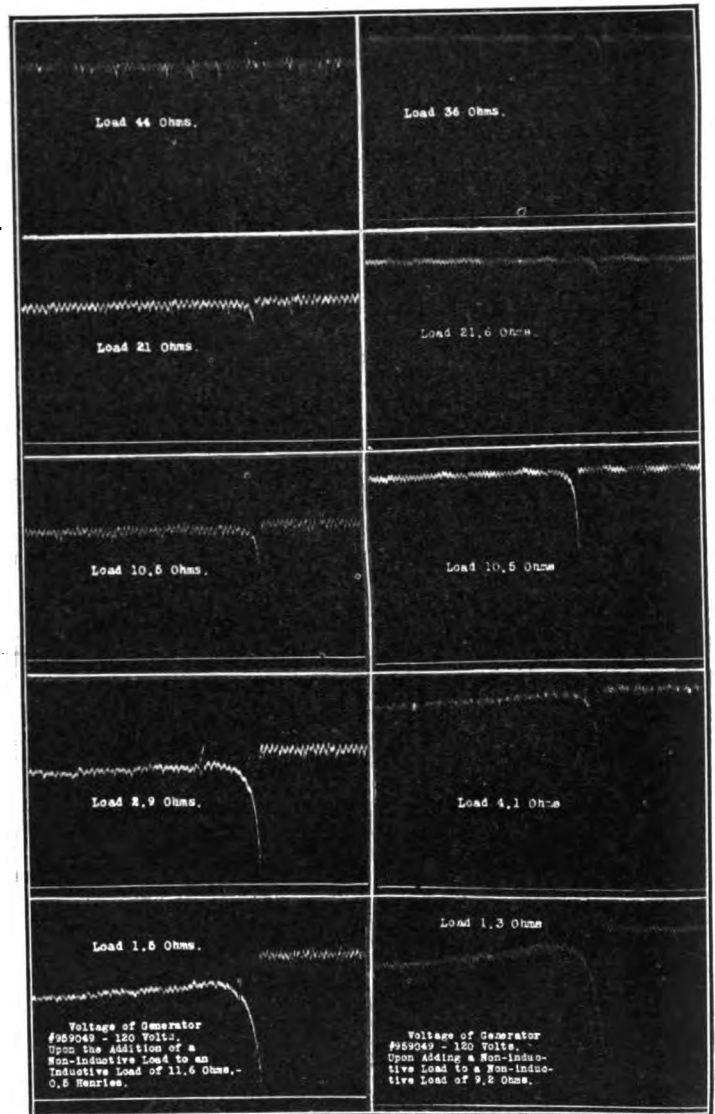 Load 44 Ohms.
Load 36 Ohms.
Load 21 Ohms.
Load 21.6 Ohms.
Load 10.5 Ohms.
Load 10.5 Ohms
Load 2.9 Ohms.
Load 4.1 Ohms
Load 1.5 Ohms.
Load 1.3 Ohms
Voltage of Generator
#959049 - 120 Volts.
Upon the Addition of a
Non-inductive Load to an
Inductive Load of 11.6 Ohms,-
0.5 Henries.
Voltage of Generator
#959049 - 120 Volts.
Upon Adding a Non-induc-
tive Load to a Non-induc-
tive Load of 9.2 Ohms.